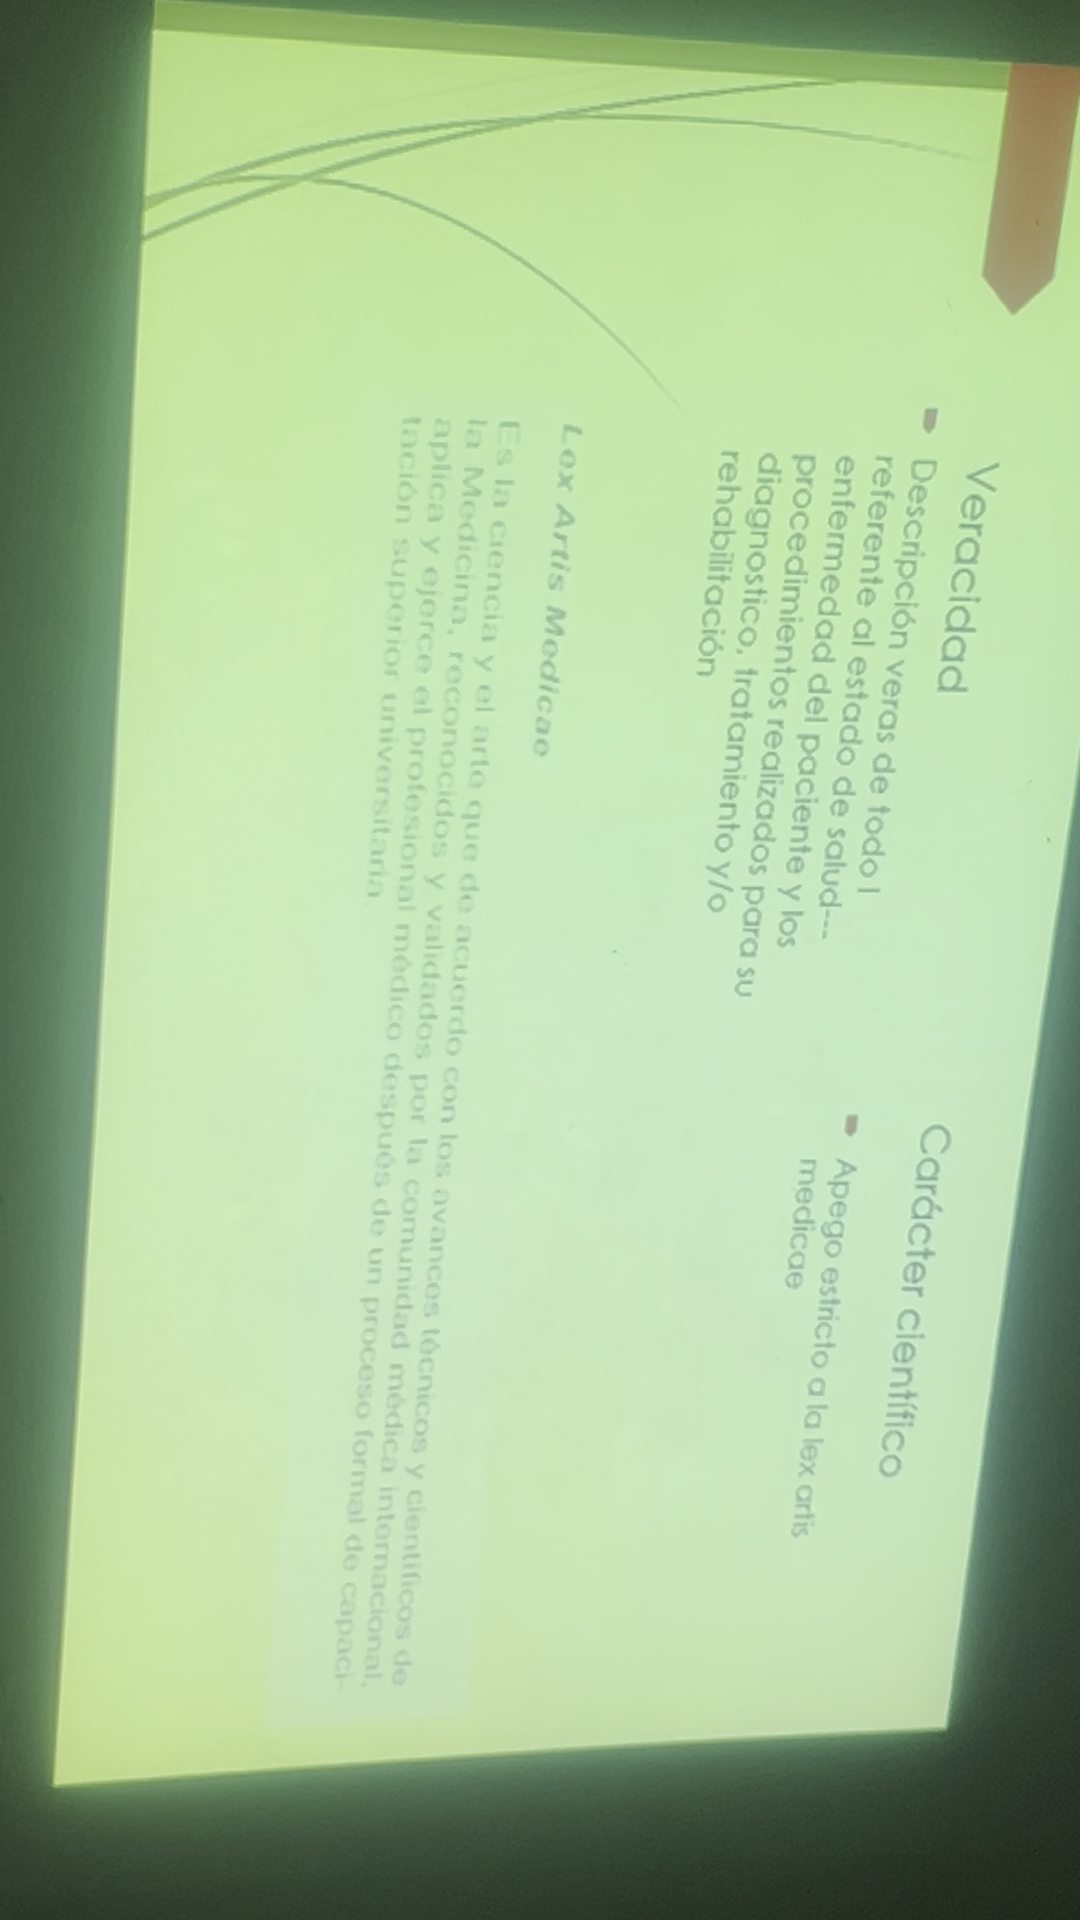 Veracidad
Descripción veras de todo l
referente al estado de salud---
enfermedad del paciente y los
procedimientos realizados para su
diagnostico, tratamiento y/o
rehabilitación
Carácter científico
Apego estricto a la lex artis
medicae
Lex Artis Medicae
Es la ciencia y el arte que de acuerdo con los avances técnicos y científicos de
la Medicina, reconocidos y validados por la comunidad médica internacional,
aplica y ejerce el profesional médico después de un proceso formal de capaci-
tación superior universitaria.